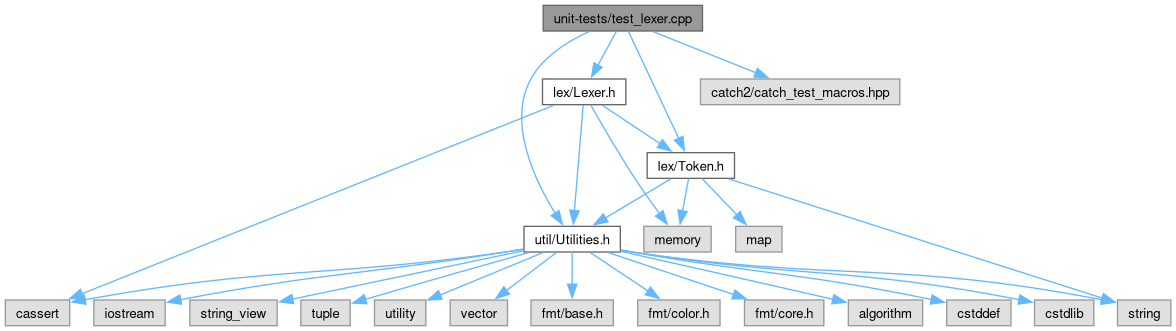 unit-tests/test_lexer.cpp
lex/Lexer.h
catch2/catch_test_macros.hpp
lex/Token.h
util/Utilities.h
memory
map
cassert
iostream
string_view
tuple
utility
vector
fmt/base.h
fmt/color.h
fmt/core.h
algorithm
cstddef
cstdlib
string